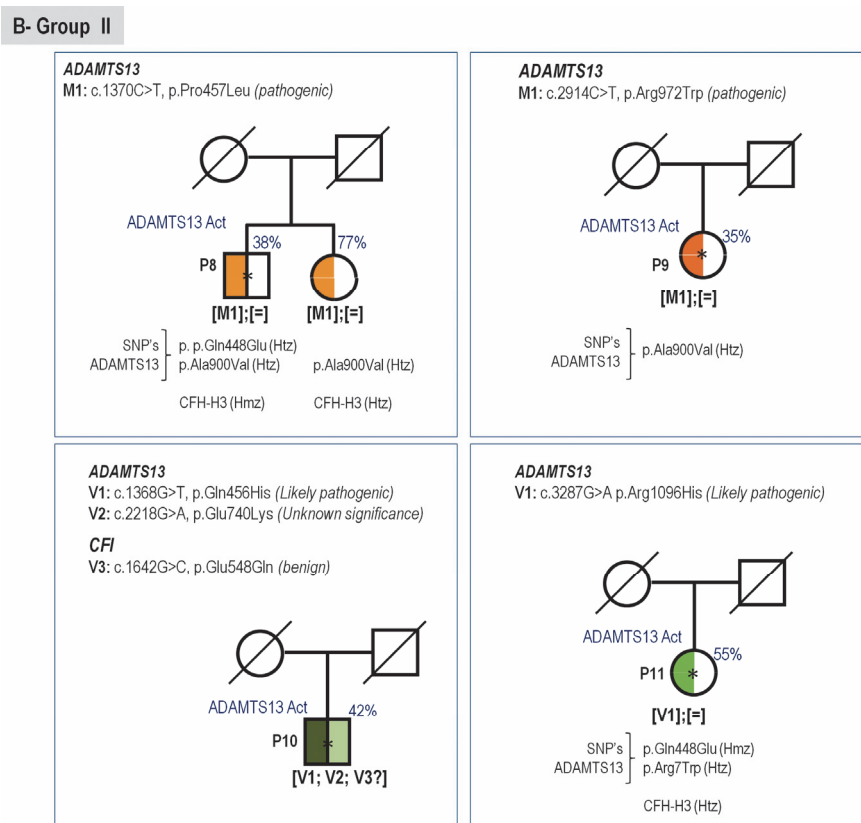 B- Group II
ADAMTS13
M1: c.1370C>T, p.Pro457Leu (pathogenic)
ADAMTS13 Act
38%
77%
P8
*
[M1];[=]
[M1];[=]
SNP's
ADAMTS13
p. p.Gln448Glu (Htz)
p.Ala900Val (Htz)
p.Ala900Val (Htz)
CFH-H3 (Hmz)
CFH-H3 (Htz)
ADAMTS13
M1: c.2914C>T, p.Arg972Trp (pathogenic)
ADAMTS13 Act
35%
P9
*
[M1];[=]
SNP's
ADAMTS13
p.Ala900Val (Htz)
ADAMTS13
V1: c.1368G>T, p.Gln456His (Likely pathogenic)
V2: c.2218G>A, p.Glu740Lys (Unknown significance)
CFI
V3: c.1642G>C, p.Glu548Gln (benign)
ADAMTS13 Act
42%
P10
*
[V1; V2; V3?]
ADAMTS13
V1: c.3287G>A p.Arg1096His (Likely pathogenic)
ADAMTS13 Act
55%
P11
*
[V1];[=]
SNP's
ADAMTS13
p.Gln448Glu (Hmz)
p.Arg7Trp (Htz)
CFH-H3 (Htz)